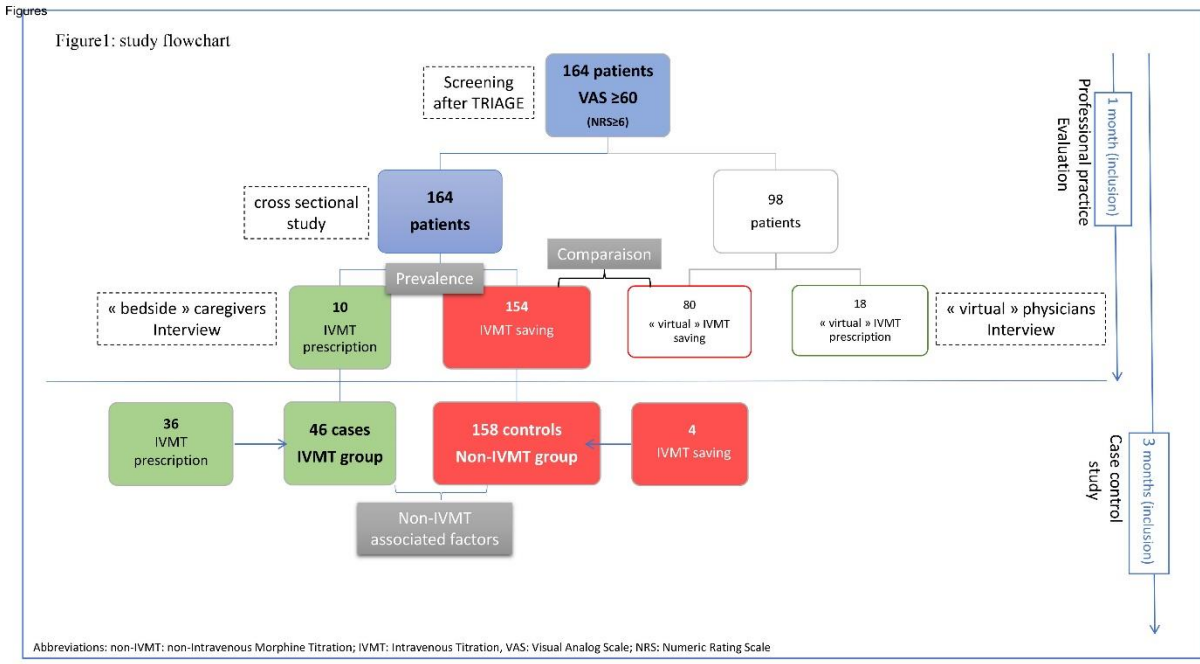 Figures
Figure1: study flowchart
Screening
after TRIAGE
164 patients
VAS ≥60
(NRS≥6)
1 month (inclusion)
Professional practice
Evaluation
cross sectional
study
164
patients
98
patients
Prevalence
Comparaison
« bedside » caregivers
Interview
10
IVMT
prescription
154
IVMT saving
80
« virtual » IVMT
saving
18
« virtual » IVMT
prescription
« virtual » physicians
Interview
36
IVMT
prescription
46 cases
IVMT group
158 controls
Non-IVMT group
4
IVMT saving
3 months (inclusion)
Case control
study
Non-IVMT
associated factors
Abbreviations: non-IVMT: non-Intravenous Morphine Titration; IVMT: Intravenous Titration, VAS: Visual Analog Scale; NRS: Numeric Rating Scale